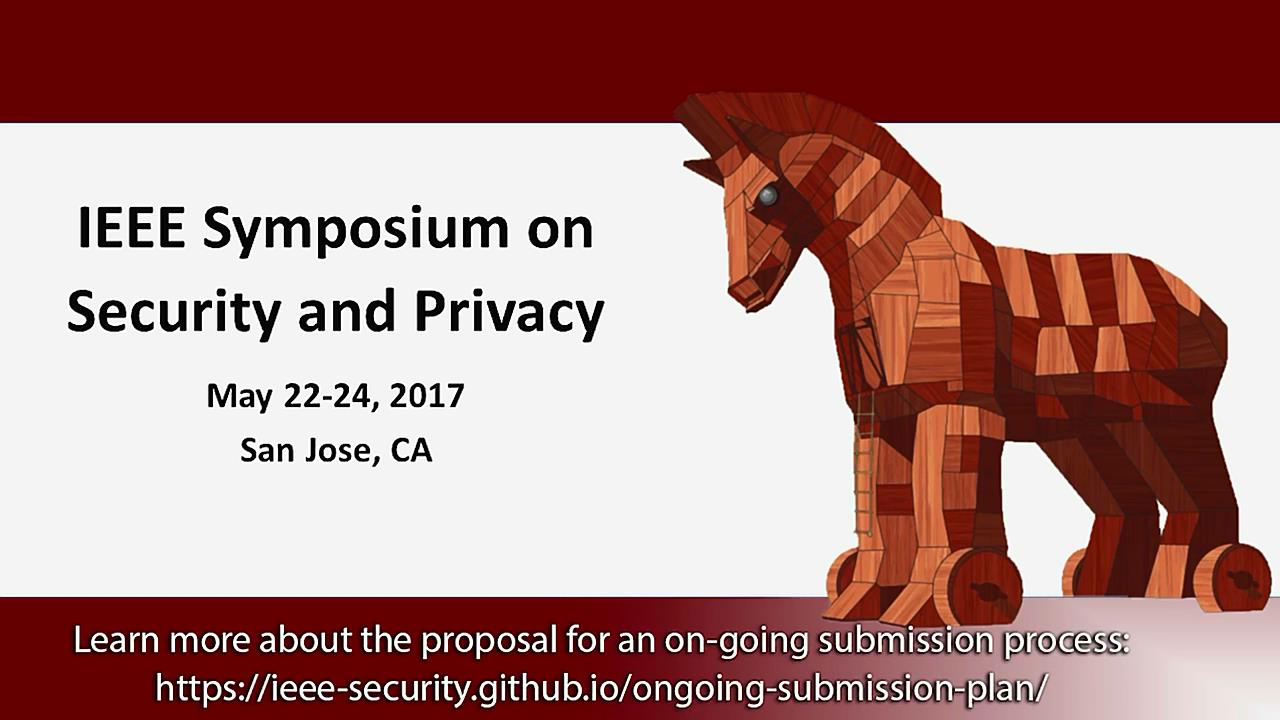 IEEE Symposium on
Security and Privacy
May 22-24, 2017
San Jose, CA
Learn more about the proposal for an on-going submission process:
https://ieee-security.github.io/ongoing-submission-plan/